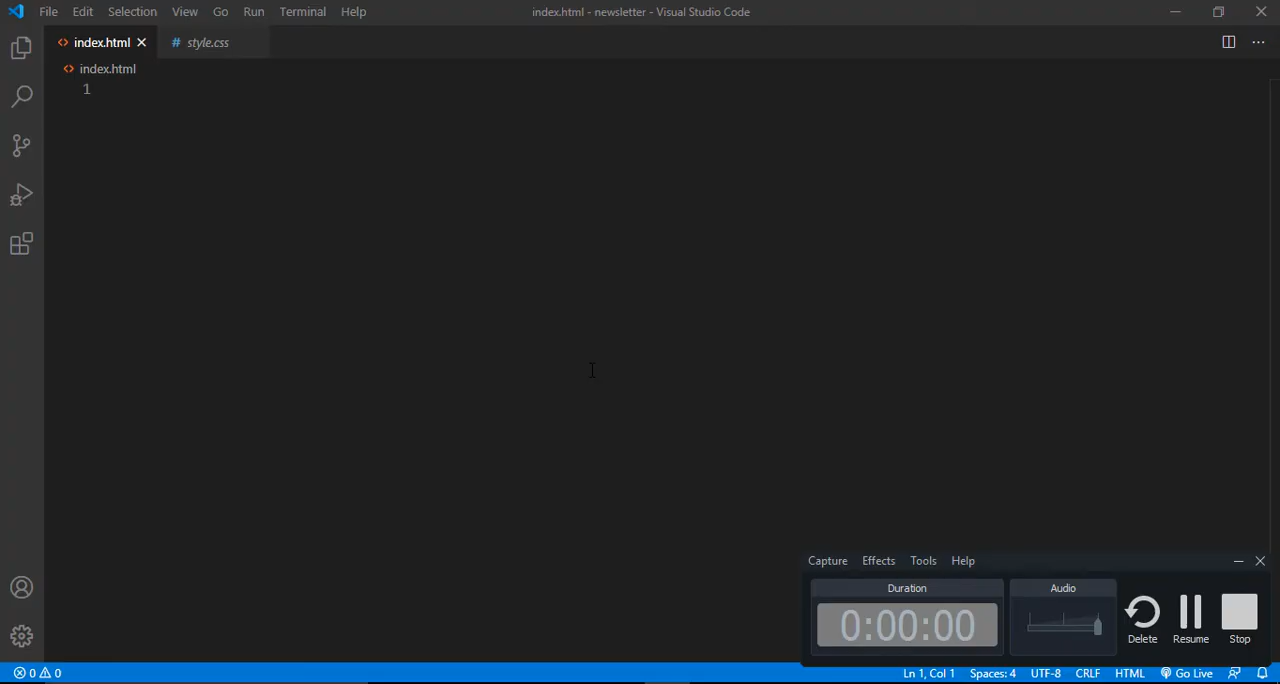 File Edit Selection View Go Run Terminal Help index.html - newsletter - Visual Studio Code
index.html style.css
index.html
1
Capture Effects Tools Help
Duration Audio
0:00:00
Delete Resume Stop
0 0 Ln 1, Col 1 Spaces: 4 UTF-8 CRLF HTML Go Live